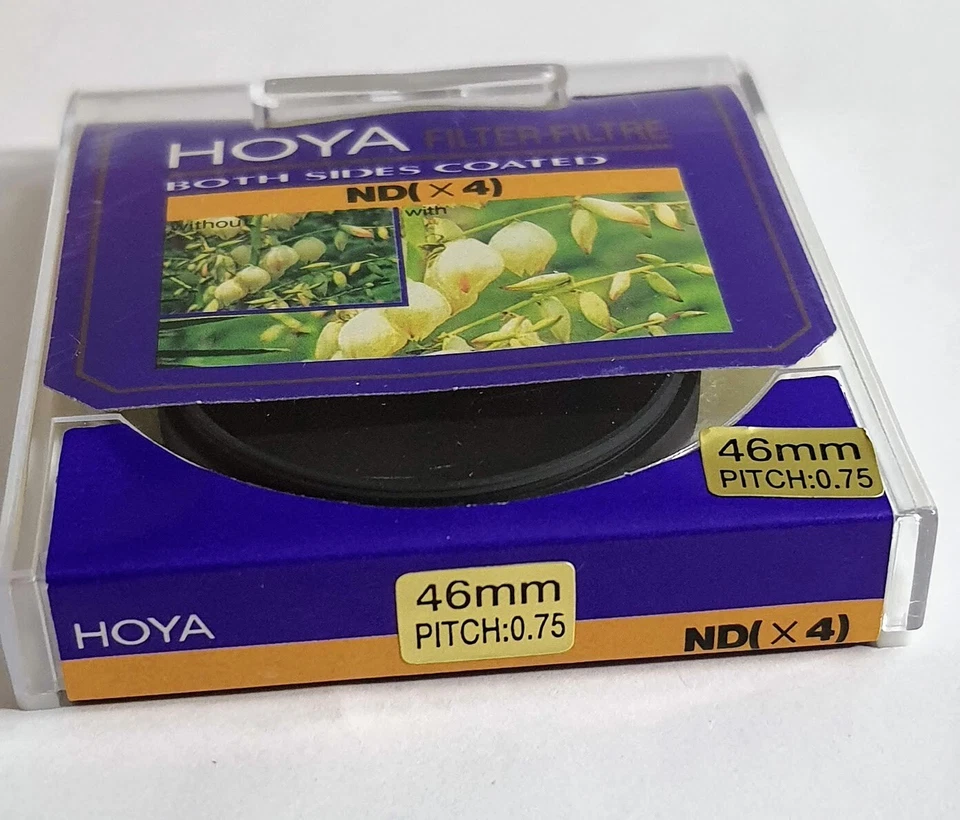 HOYA FILTER·FILTRE
BOTH SIDES COATED
ND( × 4)
without
with
46mm
PITCH:0.75
46mm
PITCH:0.75
HOYA
ND( × 4)